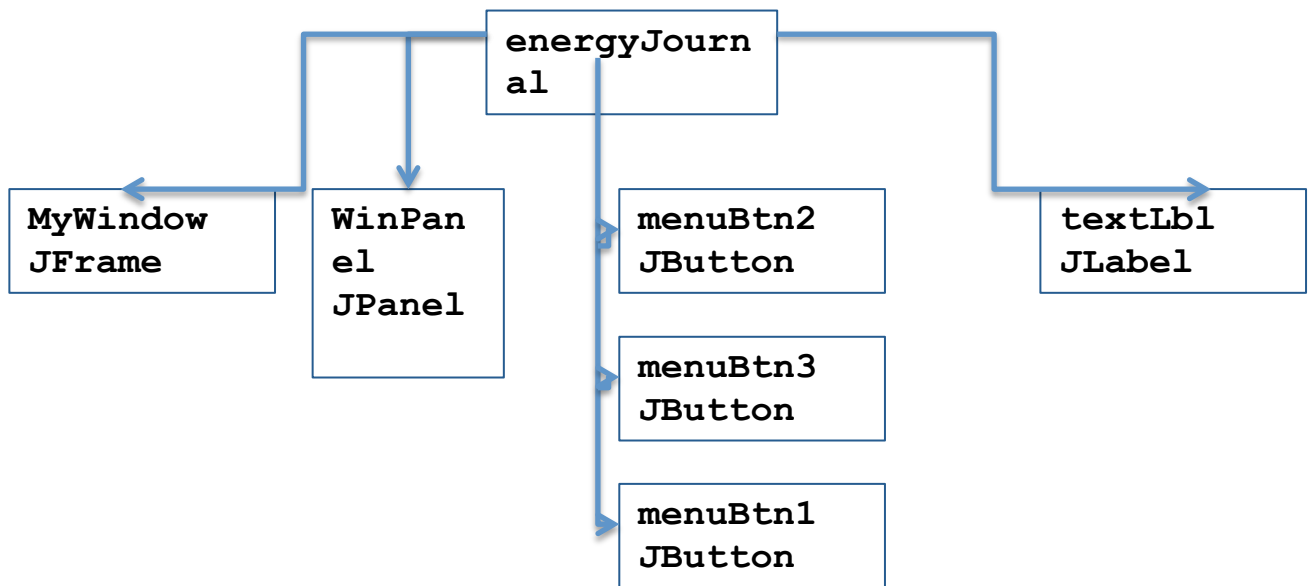 energyJourn
al
MyWindow
JFrame
WinPan
el
JPanel
menuBtn2
JButton
textLbl
JLabel
menuBtn3
JButton
menuBtn1
JButton